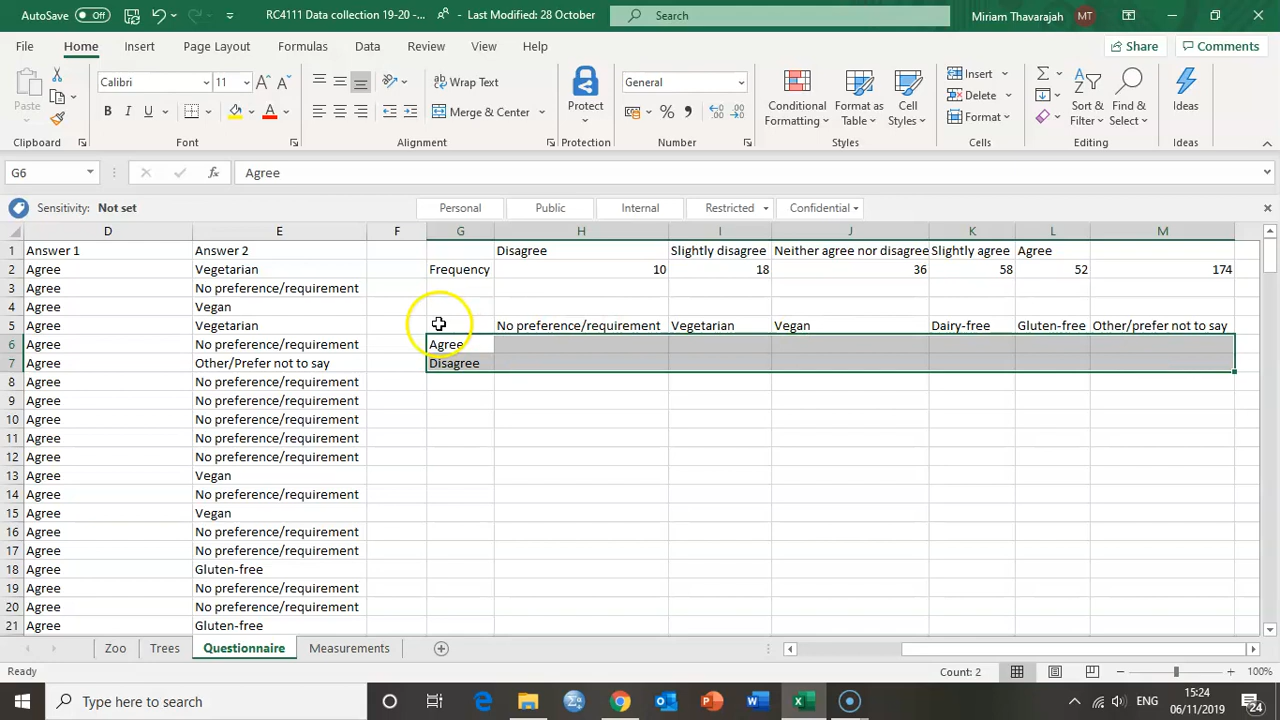 AutoSave Off RC4111 Data collection 19-20 -... - Last Modified: 28 October Search Miriam Thavarajah MT
File Home Insert Page Layout Formulas Data Review View Help Share Comments
Calibri 11 Wrap Text General Insert
Paste B I U Merge & Center Protect Conditional Formatting Format as Table Cell Styles Delete Sort & Filter Find & Select Ideas
Format
Clipboard Font Alignment Protection Number Styles Cells Editing Ideas
G6 fx Agree
Sensitivity: Not set Personal Public Internal Restricted Confidential
D E F G H I J K L M
1 Answer 1 Answer 2 Disagree Slightly disagree Neither agree nor disagree Slightly agree Agree
2 Agree Vegetarian Frequency 10 18 36 58 52 174
3 Agree No preference/requirement
4 Agree Vegan
5 Agree Vegetarian No preference/requirement Vegetarian Vegan Dairy-free Gluten-free Other/prefer not to say
6 Agree No preference/requirement Agree
7 Agree Other/Prefer not to say Disagree
8 Agree No preference/requirement
9 Agree No preference/requirement
10 Agree No preference/requirement
11 Agree No preference/requirement
12 Agree No preference/requirement
13 Agree Vegan
14 Agree No preference/requirement
15 Agree Vegan
16 Agree No preference/requirement
17 Agree No preference/requirement
18 Agree Gluten-free
19 Agree No preference/requirement
20 Agree No preference/requirement
21 Agree Gluten-free
Zoo Trees Questionnaire Measurements
Ready Count: 2 100%
Type here to search ENG 15:24
06/11/2019 24